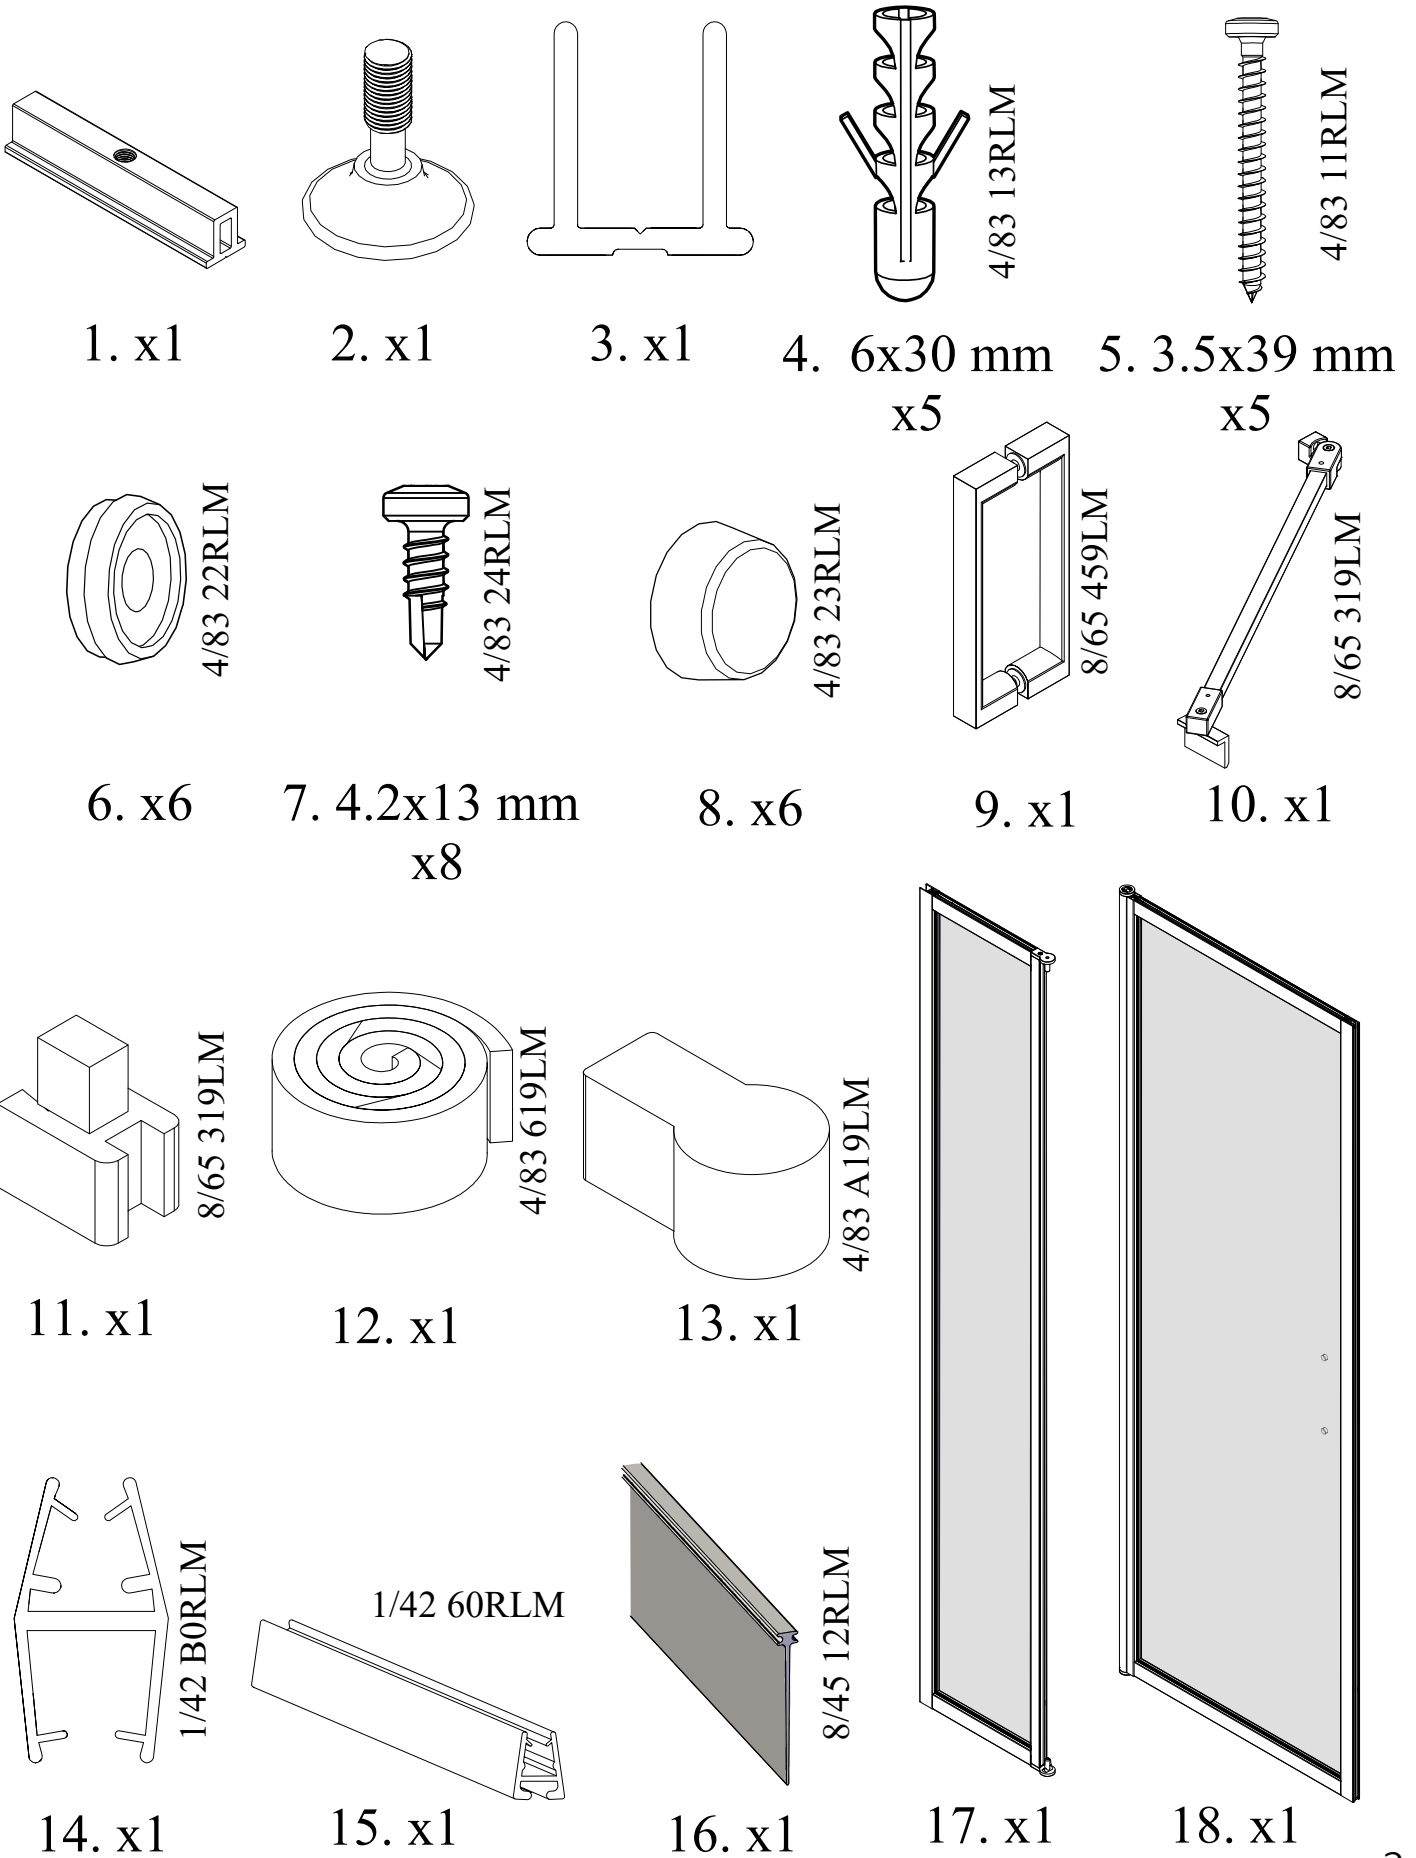 4/83 13RLM
4/83 11RLM
1. x1
2. x1
3. x1
4. 6x30 mm
x5
5. 3.5x39 mm
x5
4/83 22RLM
4/83 24RLM
4/83 23RLM
8/65 459LM
8/65 319LM
6. x6
7. 4.2x13 mm
x8
8. x6
9. x1
10. x1
8/65 319LM
4/83 619LM
4/83 A19LM
11. x1
12. x1
13. x1
1/42 B0RLM
1/42 60RLM
8/45 12RLM
14. x1
15. x1
16. x1
17. x1
18. x1